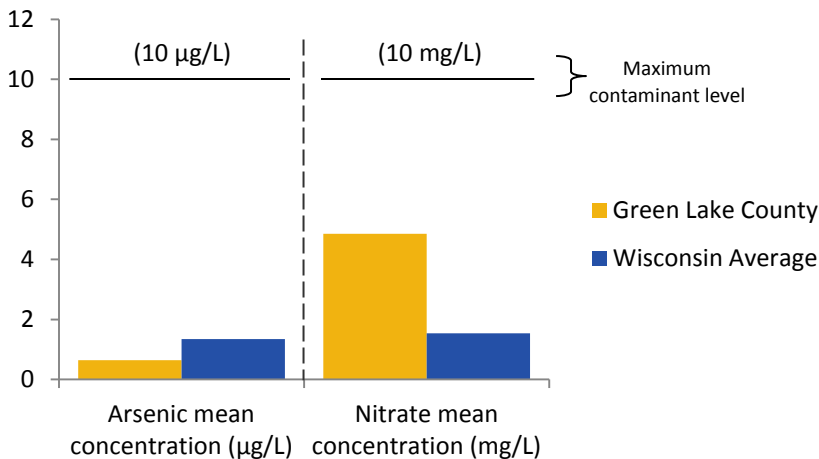 12
10
8
6
4
2
0
(10 µg/L)
(10 mg/L)
Maximum
contaminant level
Green Lake County
Wisconsin Average
Arsenic mean
concentration (µg/L)
Nitrate mean
concentration (mg/L)